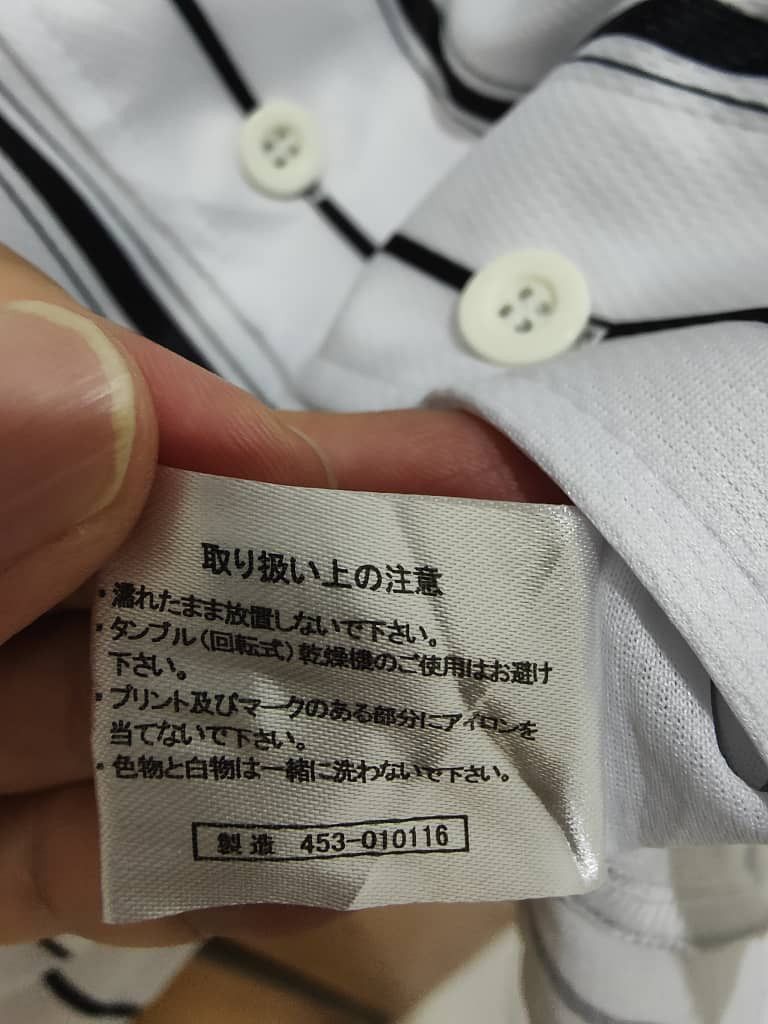 取り扱い上の注意
・濡れたまま放置しないで下さい。
・タンブル(回転式)乾燥機のご使用はお避け
下さい。
・プリント及びマークのある部分にアイロンを
当てないで下さい。
・色物と白物は一緒に洗わないで下さい。
製造 453-010116